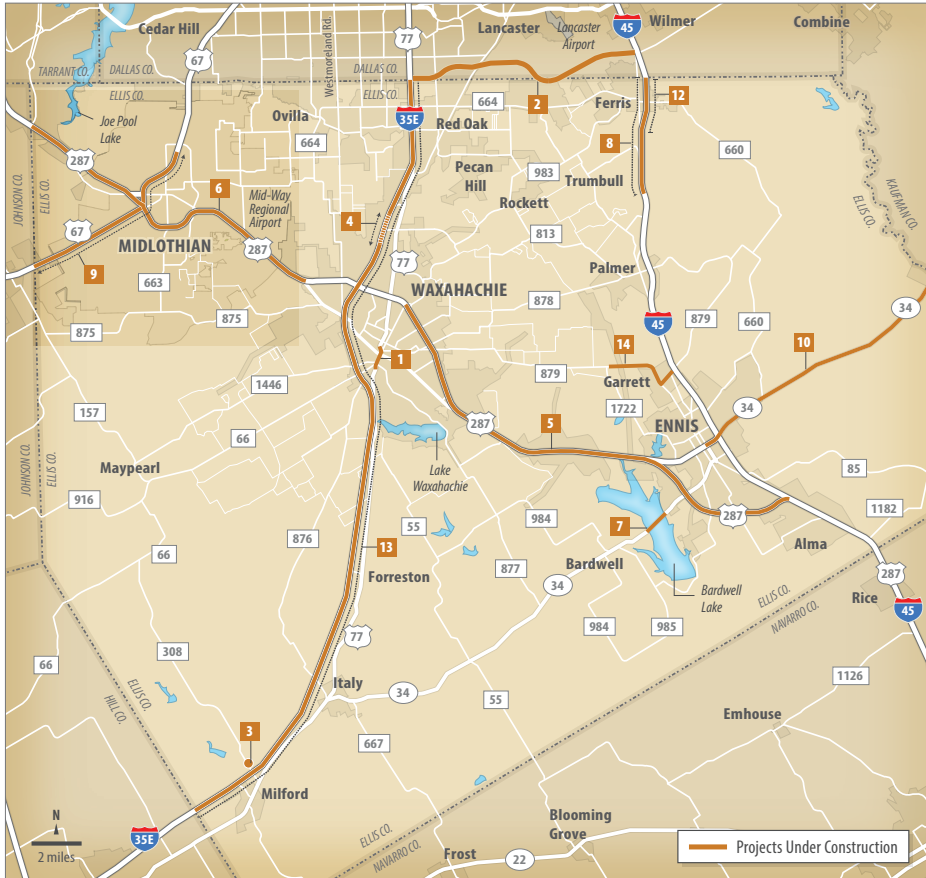 Cedar Hill
Westmoreland Rd.
77
Lancaster
Lancaster
Airport
45
Wilmer
Combine
67
TARRANT CO.
DALLAS CO.
ELLIS CO.
DALLAS CO.
ELLIS CO.
Joe Pool
Lake
Ovilla
664
35E
664
Red Oak
2
Ferris
12
8
660
287
Pecan
Hill
983
Trumbull
KAUFMAN CO.
ELLIS CO.
JOHNSON CO.
ELLIS CO.
6
Mid-Way
Regional
Airport
Rockett
4
67
MIDLOTHIAN
287
813
9
663
77
Palmer
WAXAHACHIE
878
34
875
875
45
879
660
1
14
10
879
Garrett
1446
157
1722
34
66
287
5
ENNIS
Maypearl
Lake
Waxahachie
85
JOHNSON CO.
ELLIS CO.
916
55
984
7
287
1182
876
13
Alma
66
Forreston
877
Bardwell
34
287
Bardwell
Lake
ELLIS CO.
NAVARRO CO.
Rice
45
984
985
77
308
66
ELLIS CO.
HILL CO.
Italy
34
55
1126
Emhouse
3
667
Milford
N
2 miles
35E
ELLIS CO.
NAVARRO CO.
Blooming
Grove
Frost
22
Projects Under Construction